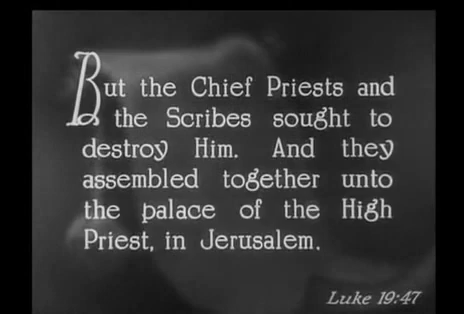 But the Chief Priests and
the Scribes sought to
destroy Him. And they
assembled together unto
the palace of the High
Priest, in Jerusalem.
Luke 19:47